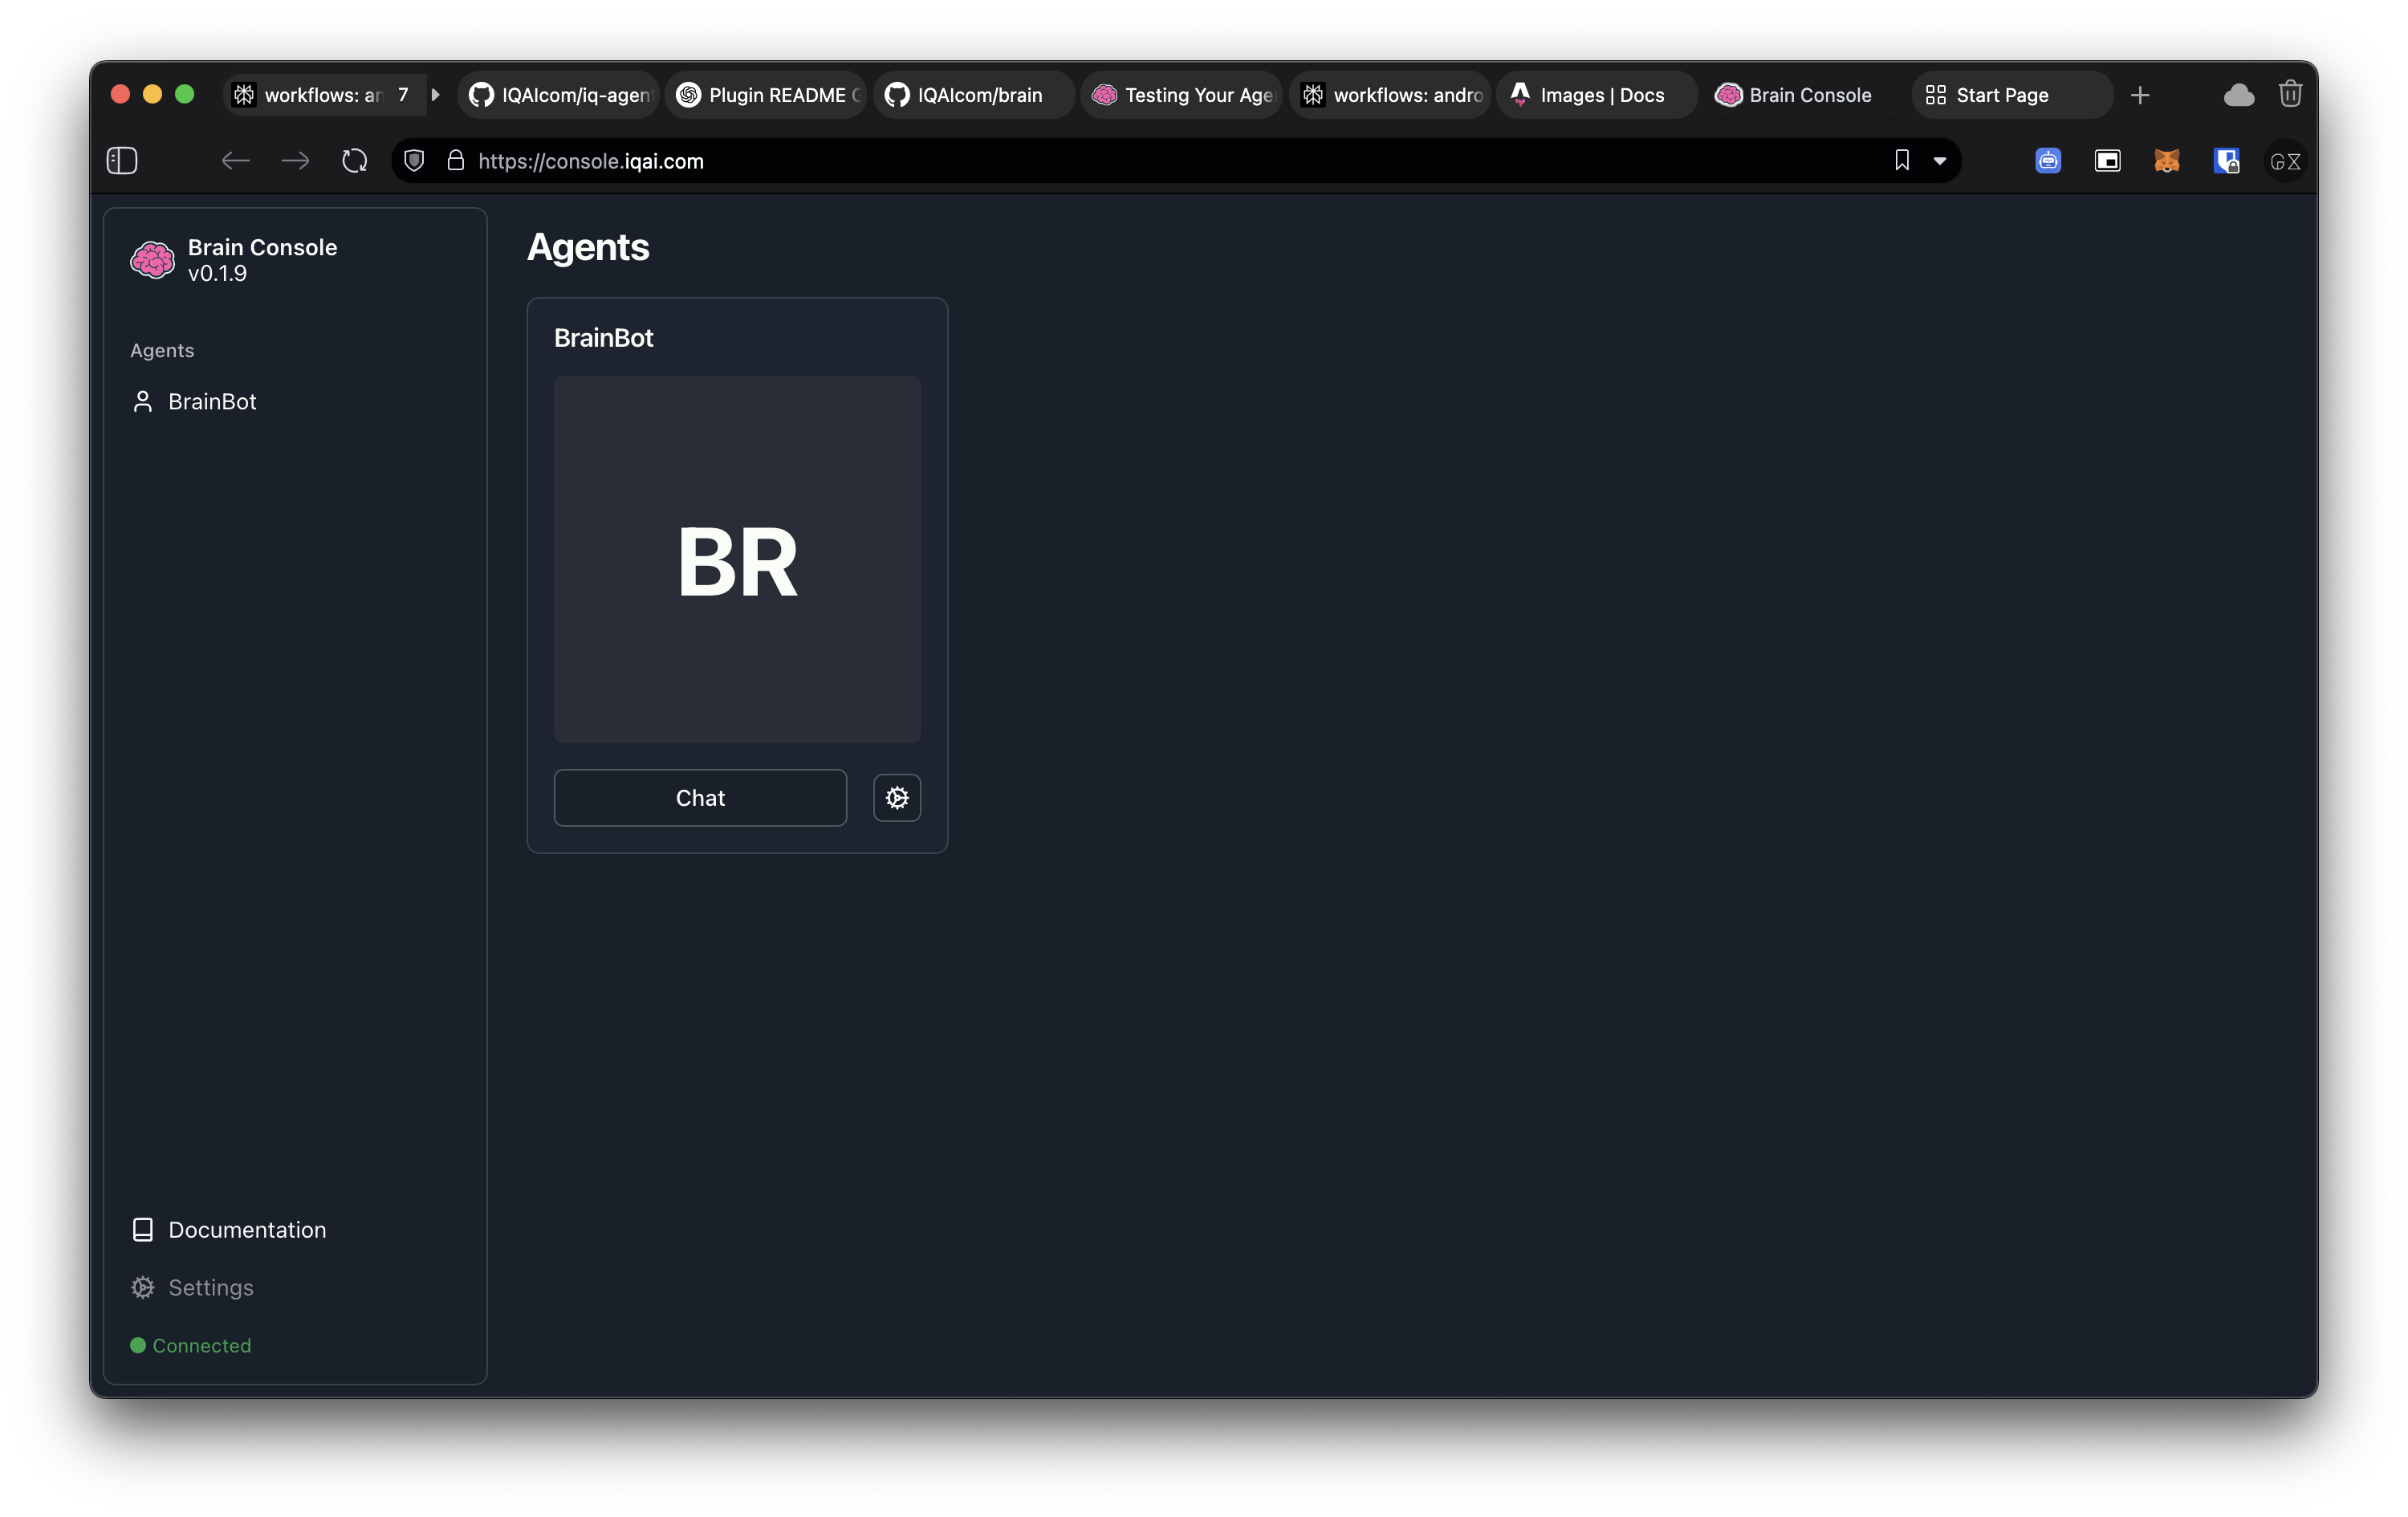 workflows: an 7
IQAIcom/iq-agent
Plugin README G
IQAIcom/brain
Testing Your Age
workflows: andro
Images | Docs
Brain Console
Start Page
https://console.iqai.com
GX
Brain Console
v0.1.9
Agents
BrainBot
Documentation
Settings
Connected
Agents
BrainBot
BR
Chat